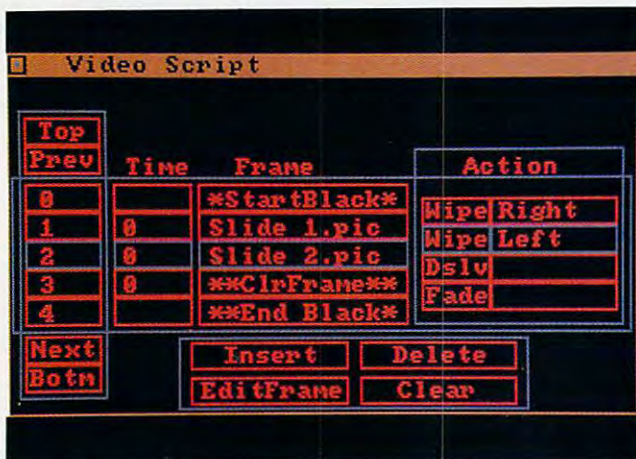 Video Script
Top
Prev Time Frame Action
0 *StartBlack*
1 0 Slide 1.pic
2 0 Slide 2.pic
3 0 **ClrFrame**
4 **End Black*
Wipe Right
Wipe Left
Dslv
Fade
Next
Botm
Insert Delete
EditFrame Clear